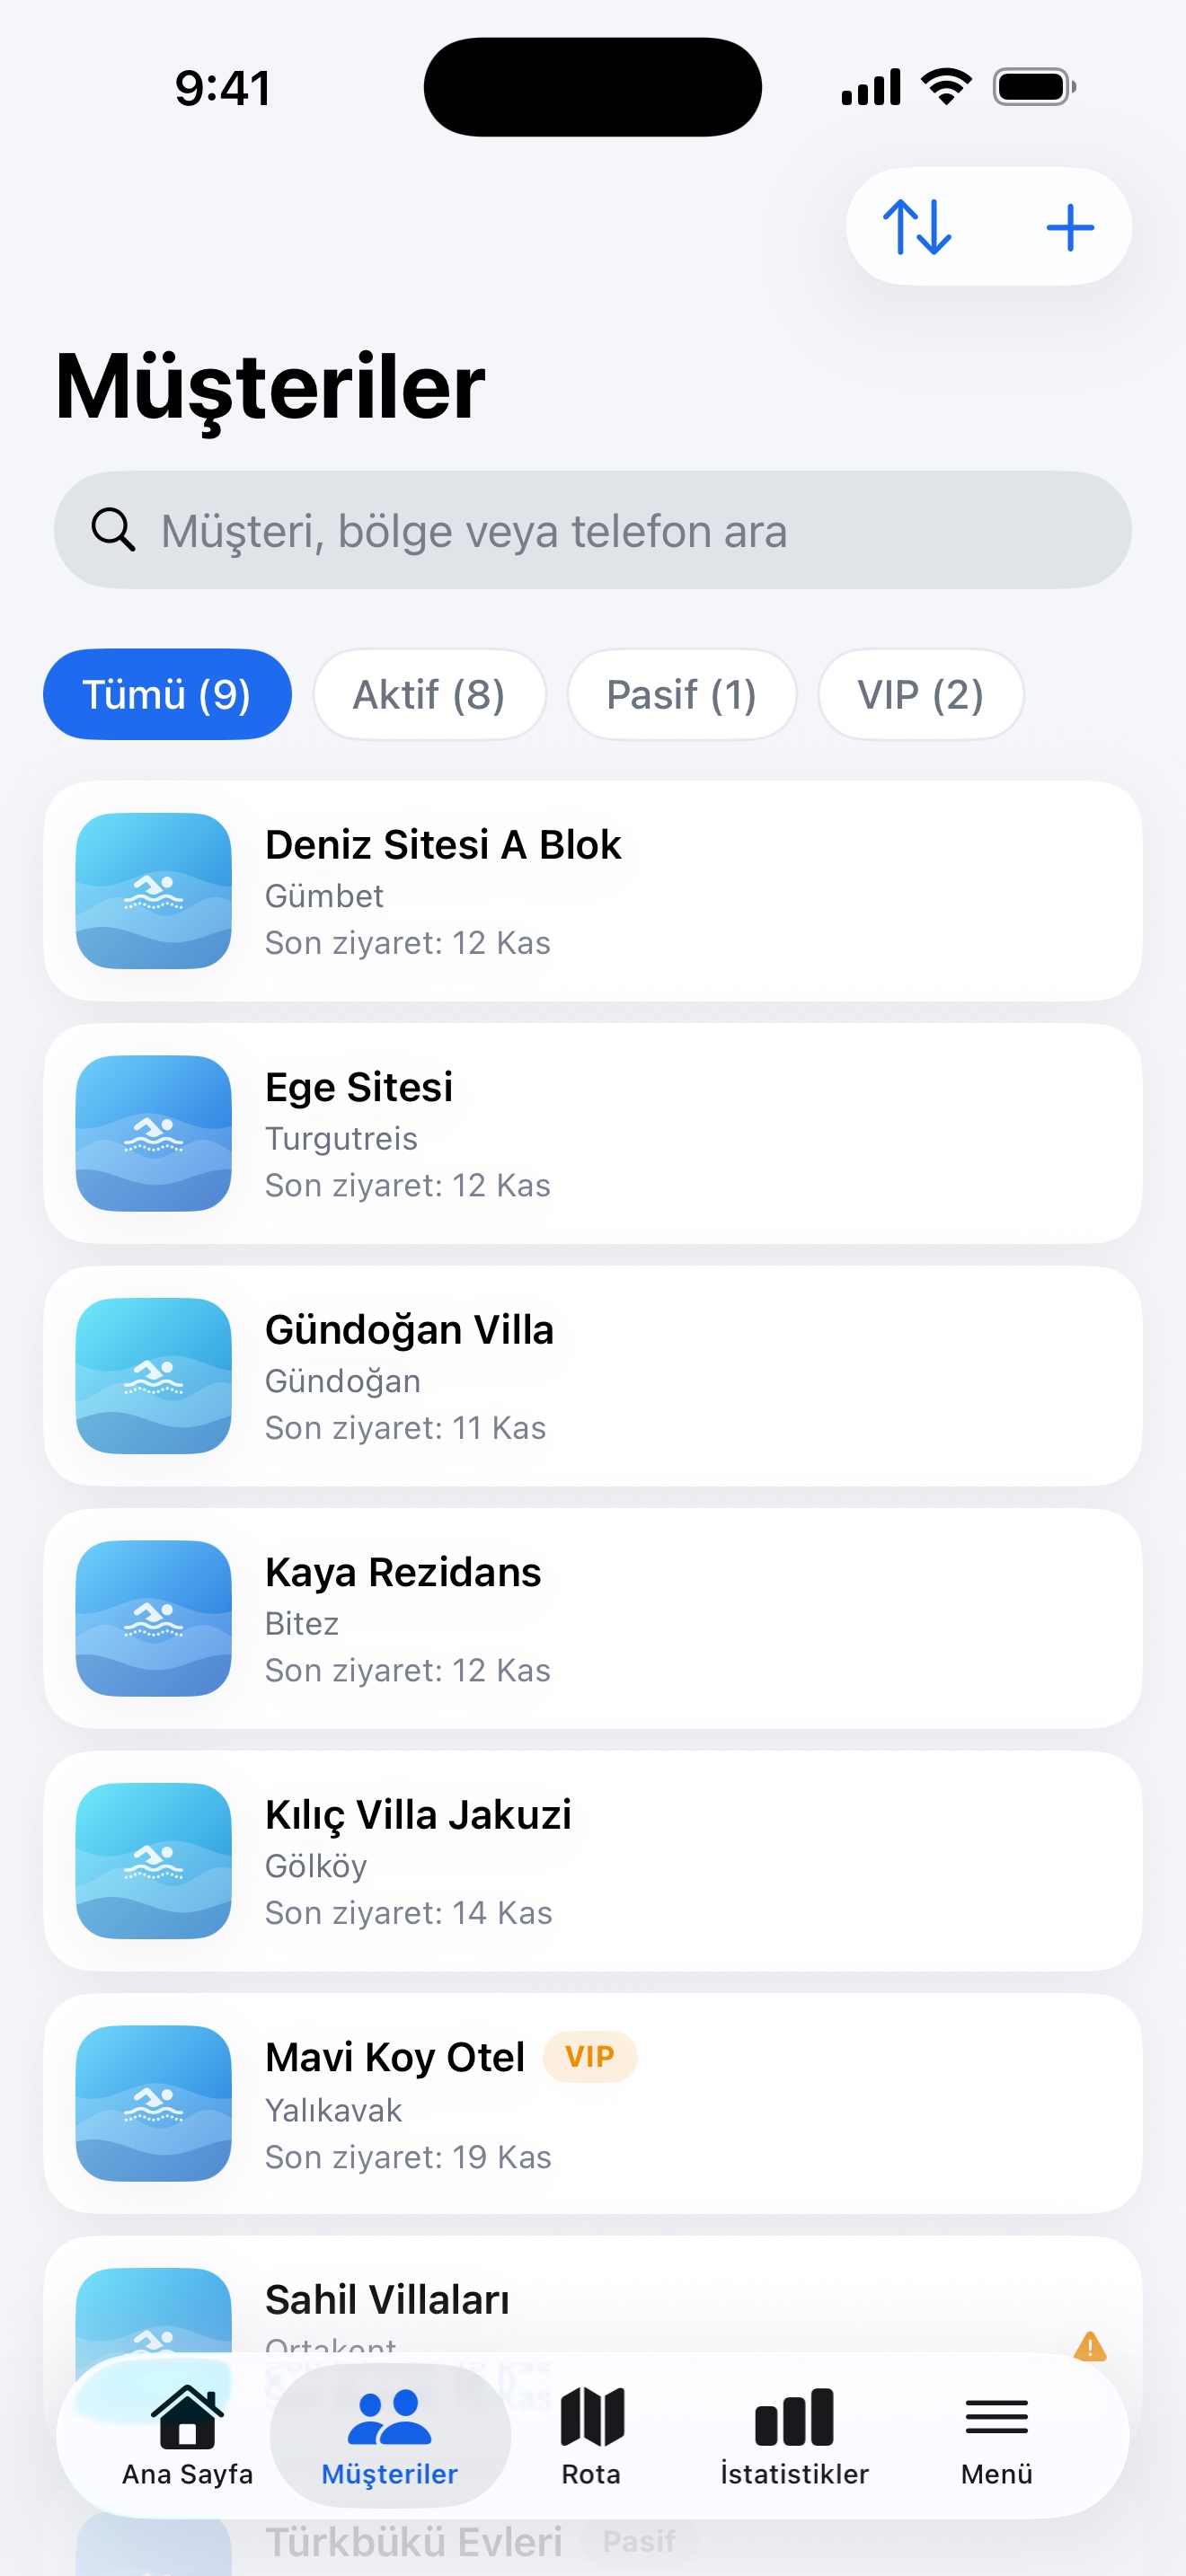 9:41
Müşteriler
Müşteri, bölge veya telefon ara
Tümü (9) Aktif (8) Pasif (1) VIP (2)
Deniz Sitesi A Blok
Gümbet
Son ziyaret: 12 Kas
Ege Sitesi
Turgutreis
Son ziyaret: 12 Kas
Gündoğan Villa
Gündoğan
Son ziyaret: 11 Kas
Kaya Rezidans
Bitez
Son ziyaret: 12 Kas
Kılıç Villa Jakuzi
Gölköy
Son ziyaret: 14 Kas
Mavi Koy Otel VIP
Yalıkavak
Son ziyaret: 19 Kas
Sahil Villaları
Ortakent
Ana Sayfa Müşteriler Rota İstatistikler Menü
Türkbükü Evleri Pasif